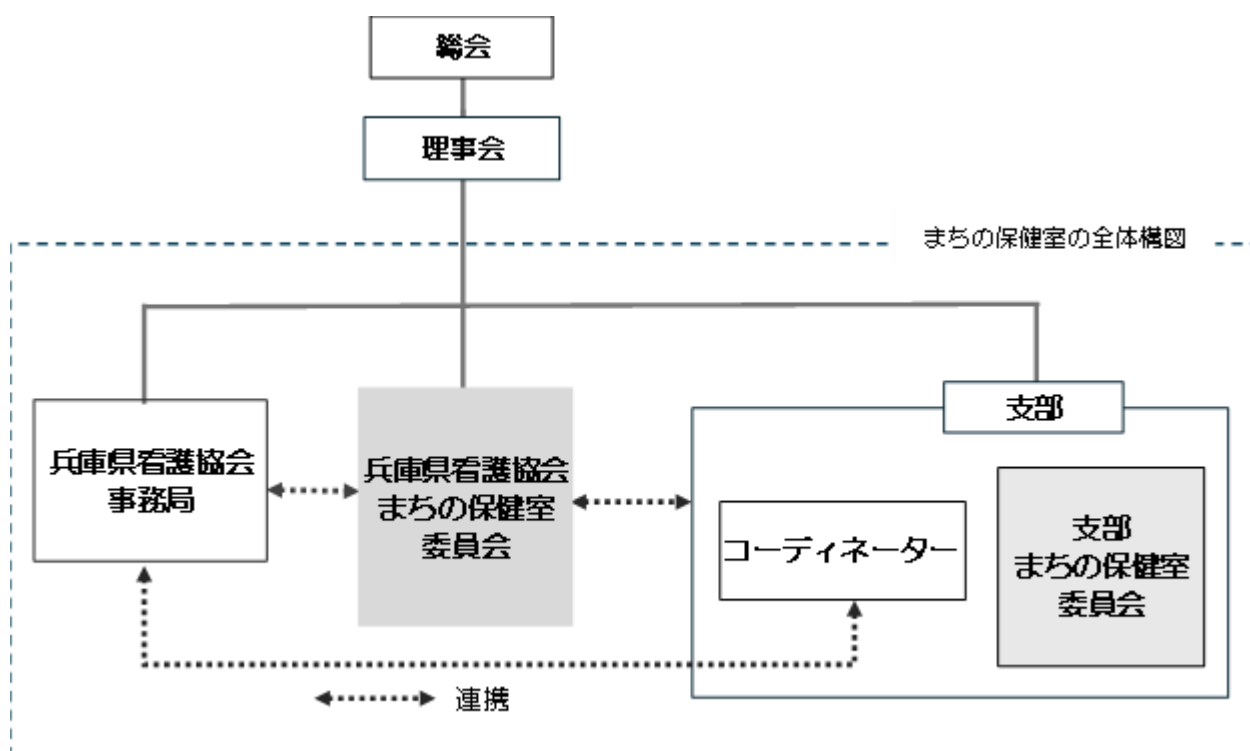 総会
理事会
まちの保健室の全体構図
兵庫県看護協会
事務局
兵庫県看護協会
まちの保健室
委員会
支部
コーディネーター
支部
まちの保健室
委員会
連携